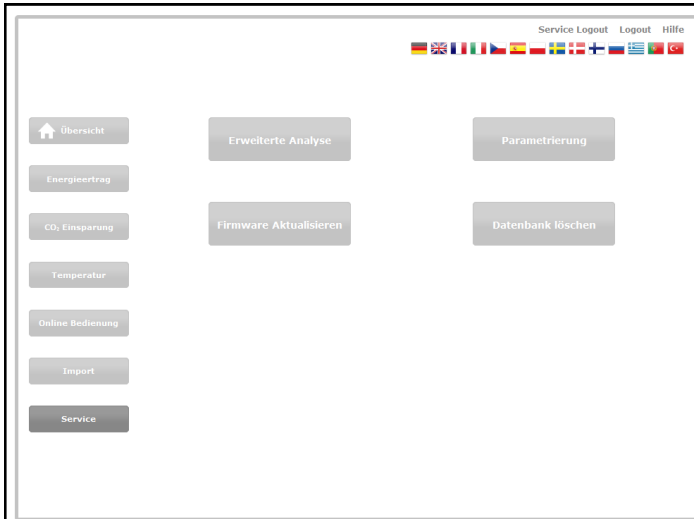 Service Logout Logout Hilfe
Übersicht
Energieertrag
CO₂ Einsparung
Temperatur
Online Bedienung
Import
Service
Erweiterte Analyse
Parametrierung
Firmware Aktualisieren
Datenbank löschen